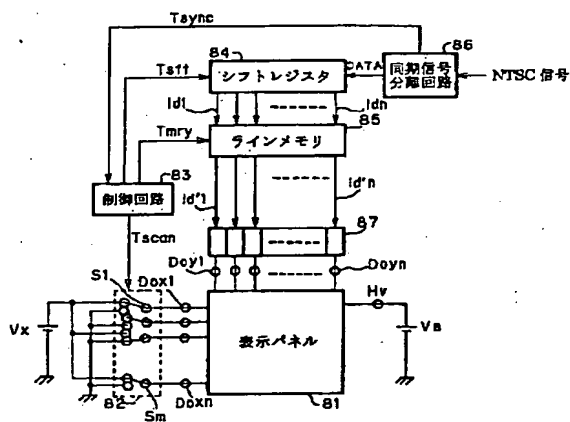 Tsync
84
86
Tsft
シフトレジスタ
DATA
同期信号
分離回路
NTSC 信号
Id1
Idn
85
Tmry
ラインメモリ
83
制御回路
Id'1
Id'n
Tscan
87
Doy1
Doyn
S1
Dox1
Hv
Vx
Va
表示パネル
82
Sm
Doxn
81